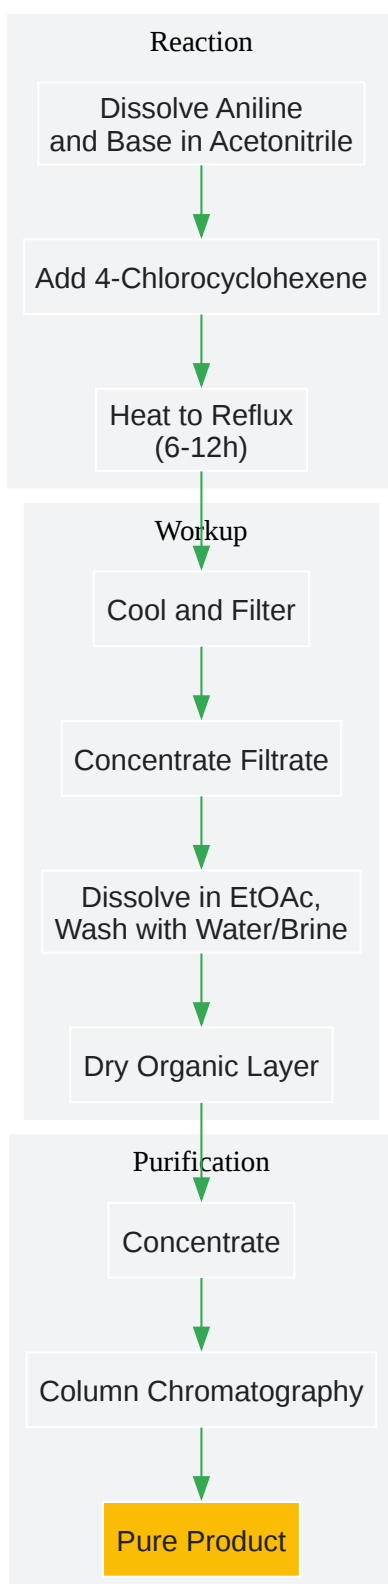 Reaction
Dissolve Aniline
and Base in Acetonitrile
Add 4-Chlorocyclohexene
Heat to Reflux
(6-12h)
Workup
Cool and Filter
Concentrate Filtrate
Dissolve in EtOAc,
Wash with Water/Brine
Dry Organic Layer
Purification
Concentrate
Column Chromatography
Pure Product